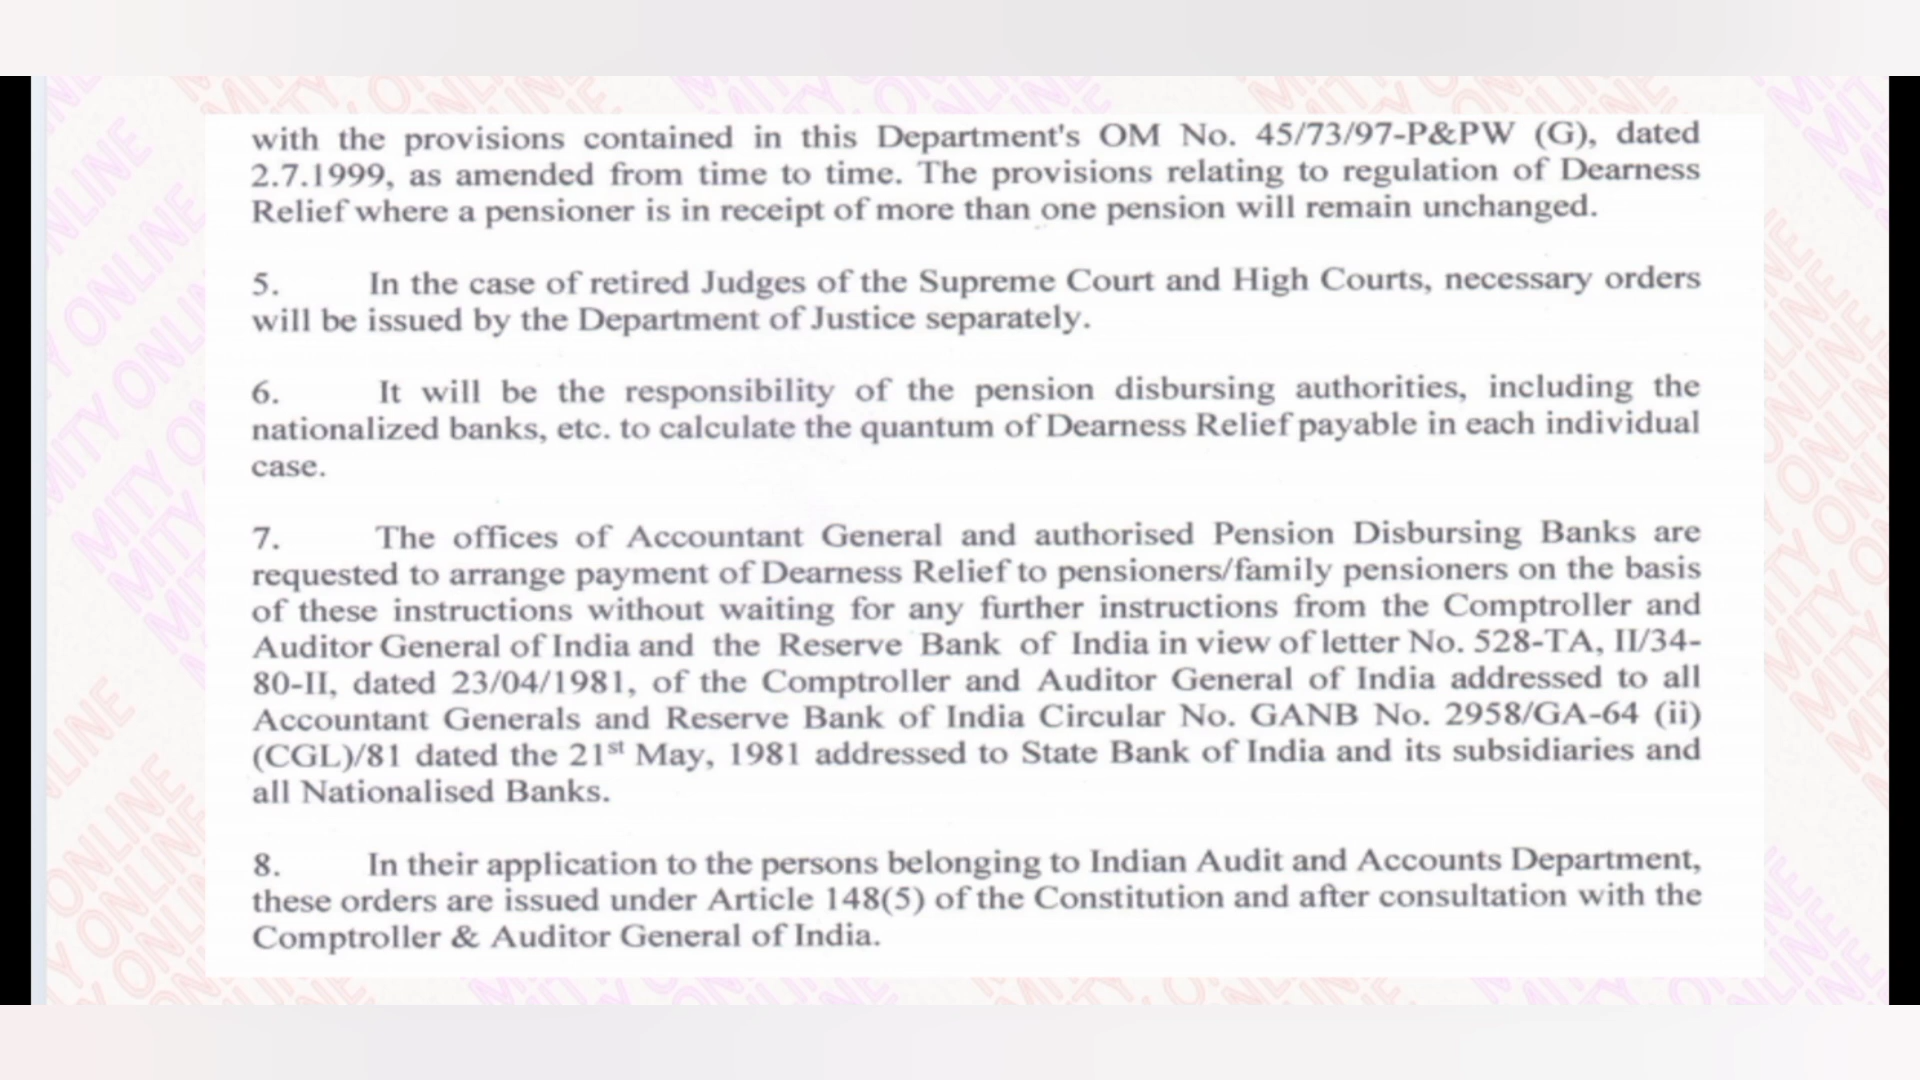 with the provisions contained in this Department's OM No. 45/73/97-P&PW (G), dated
2.7.1999, as amended from time to time. The provisions relating to regulation of Dearness
Relief where a pensioner is in receipt of more than one pension will remain unchanged.
5. In the case of retired Judges of the Supreme Court and High Courts, necessary orders
will be issued by the Department of Justice separately.
6. It will be the responsibility of the pension disbursing authorities, including the
nationalized banks, etc. to calculate the quantum of Dearness Relief payable in each individual
case.
7. The offices of Accountant General and authorised Pension Disbursing Banks are
requested to arrange payment of Dearness Relief to pensioners/family pensioners on the basis
of these instructions without waiting for any further instructions from the Comptroller and
Auditor General of India and the Reserve Bank of India in view of letter No. 528-TA, II/34-
80-II, dated 23/04/1981, of the Comptroller and Auditor General of India addressed to all
Accountant Generals and Reserve Bank of India Circular No. GANB No. 2958/GA-64 (ii)
(CGL)/81 dated the 21st May, 1981 addressed to State Bank of India and its subsidiaries and
all Nationalised Banks.
8. In their application to the persons belonging to Indian Audit and Accounts Department,
these orders are issued under Article 148(5) of the Constitution and after consultation with the
Comptroller & Auditor General of India.